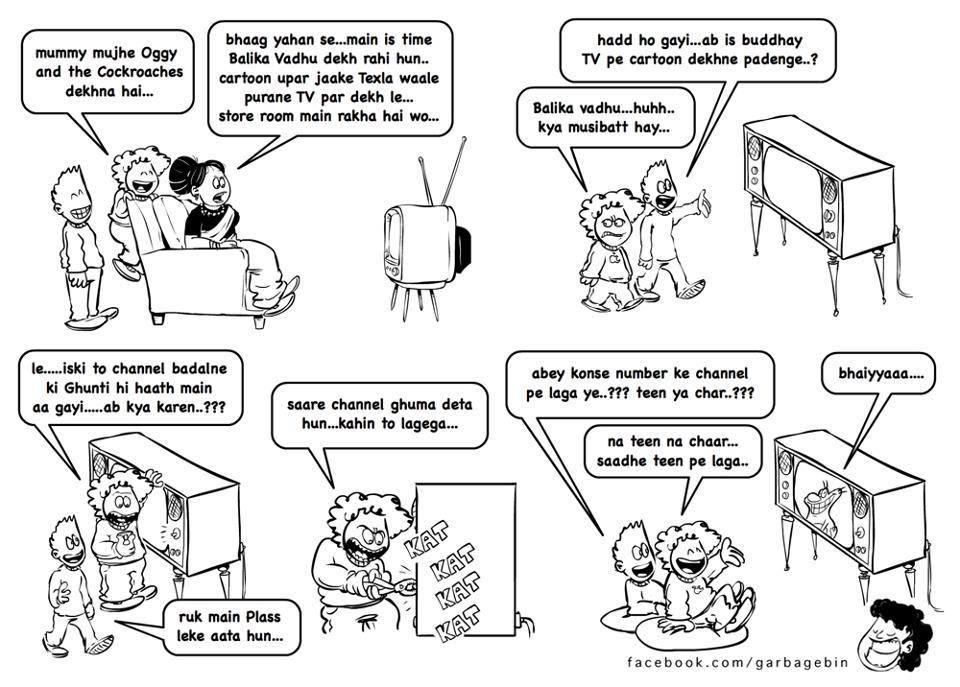 mummy mujhe Oggy
and the Cockroaches
dekhna hai...
bhaag yahan se...main is time
Balika Vadhu dekh rahi hun..
cartoon upar jaake Texla waale
purane TV par dekh le...
store room main rakha hai wo...
hadd ho gayi...ab is buddhay
TV pe cartoon dekhne padenge..?
Balika vadhu...huhh..
kya musibatt hay...
le.....iski to channel badalne
ki Ghunti hi haath main
aa gayi.....ab kya karen..???
ruk main Plass
leke aata hun...
saare channel ghuma deta
hun...kahin to lagega...
KAT
KAT
KAT
KAT
abey konse number ke channel
pe laga ye..??? teen ya char..???
na teen na chaar...
saadhe teen pe laga..
bhaiyyaaa....
facebook.com/garbagebin